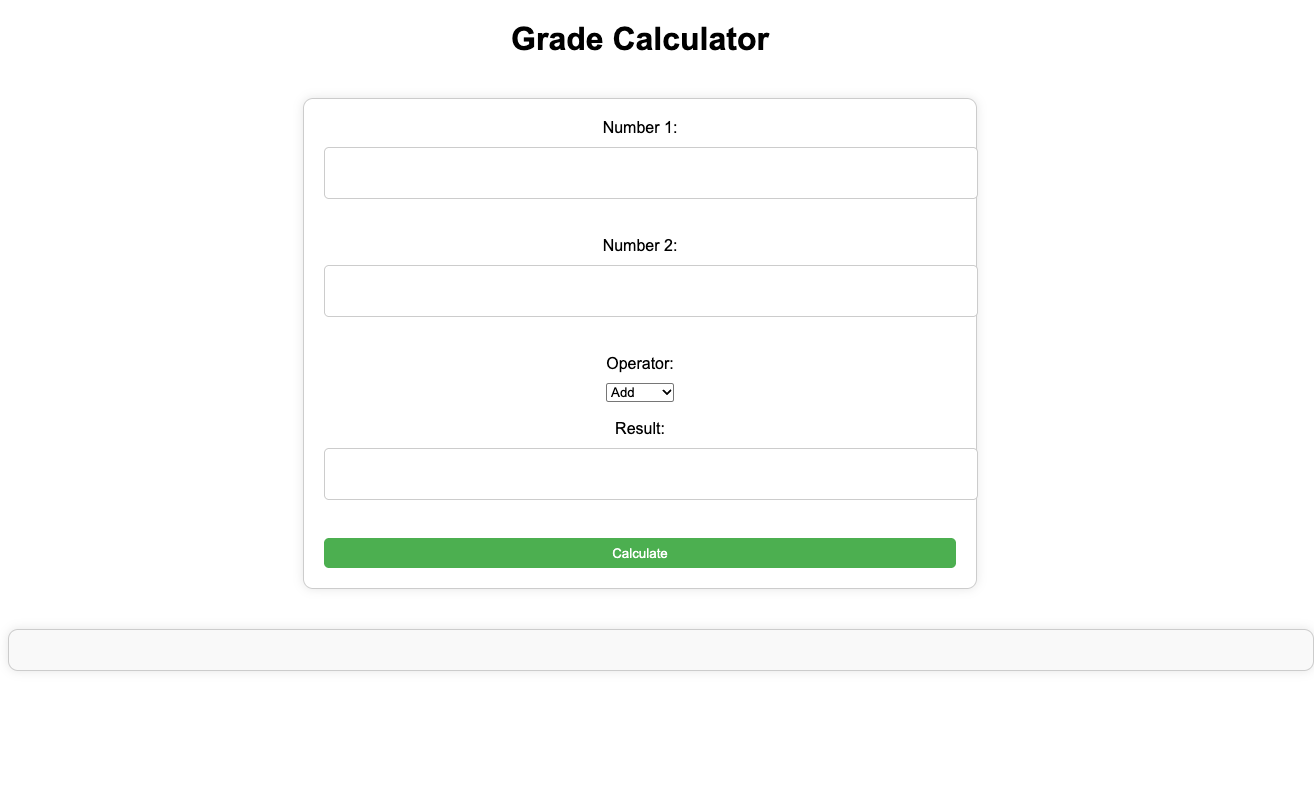 Grade Calculator
Number 1:
Number 2:
Operator:
Add
Result:
Calculate